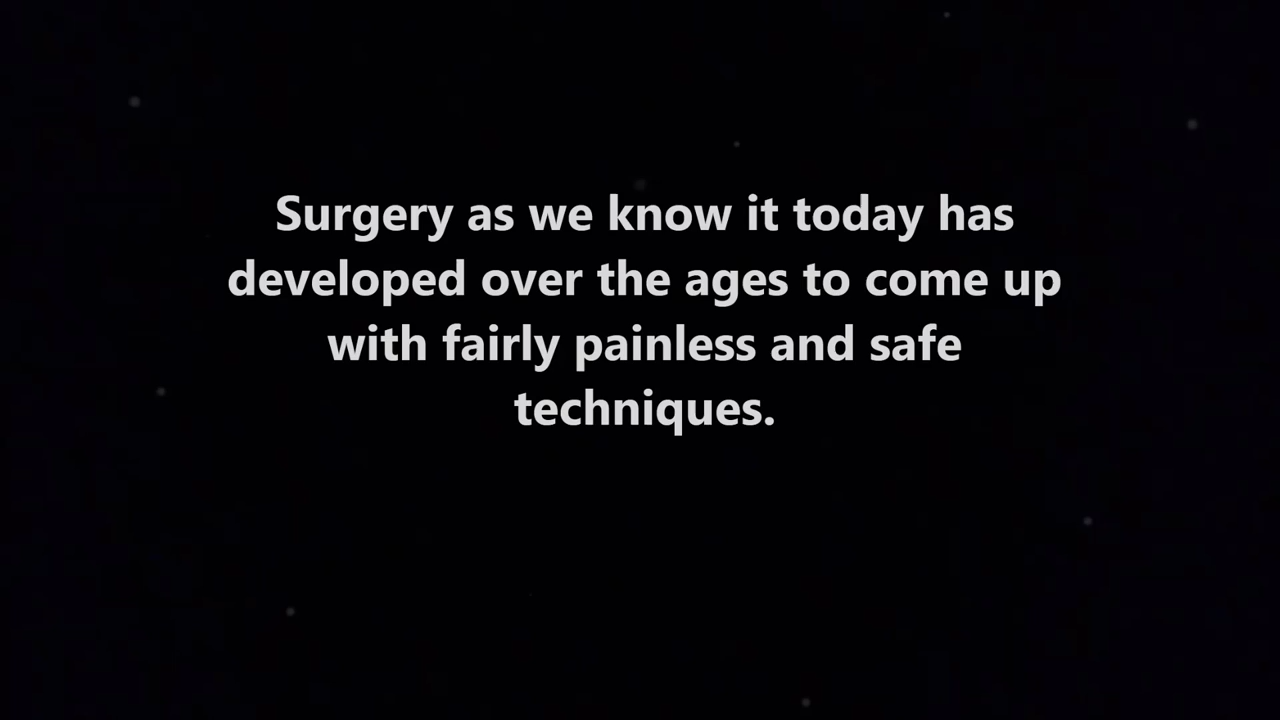 Surgery as we know it today has
developed over the ages to come up
with fairly painless and safe
techniques.